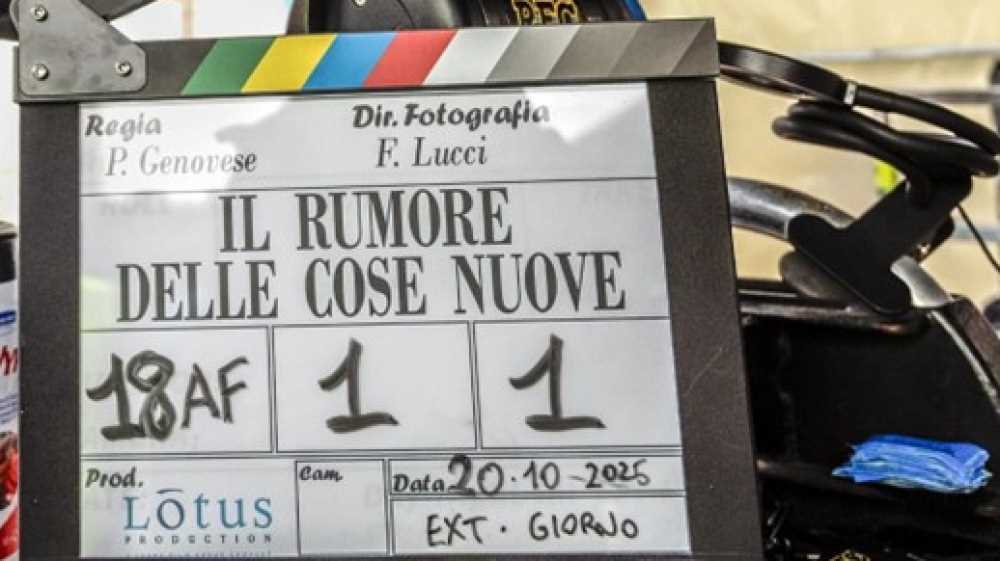 REC
Regia
Dir. Fotografia
P. Genovese
F. Lucci
IL RUMORE
DELLE COSE NUOVE
18AF 1 1
Prod.
Cam
Data 20.10-2025
LOTUS
PRODUCTION
EXT. GIORNO